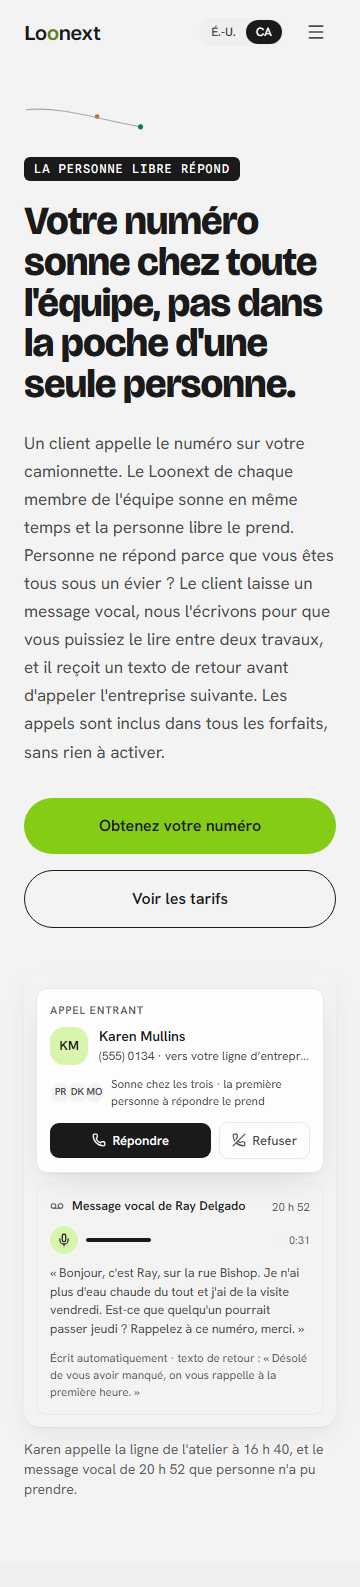 Loonext
É.-U. CA
LA PERSONNE LIBRE RÉPOND
Votre numéro
sonne chez toute
l'équipe, pas dans
la poche d'une
seule personne.
Un client appelle le numéro sur votre
camionnette. Le Loonext de chaque
membre de l'équipe sonne en même
temps et la personne libre le prend.
Personne ne répond parce que vous êtes
tous sous un évier ? Le client laisse un
message vocal, nous l'écrivons pour que
vous puissiez le lire entre deux travaux,
et il reçoit un texto de retour avant
d'appeler l'entreprise suivante. Les
appels sont inclus dans tous les forfaits,
sans rien à activer.
Obtenez votre numéro
Voir les tarifs
APPEL ENTRANT
KM
Karen Mullins
(555) 0134 · vers votre ligne d’entrepr...
PR DK MO
Sonne chez les trois · la première
personne à répondre le prend
Répondre
Refuser
Message vocal de Ray Delgado 20 h 52
0:31
« Bonjour, c'est Ray, sur la rue Bishop. Je n'ai
plus d'eau chaude du tout et j'ai de la visite
vendredi. Est-ce que quelqu'un pourrait
passer jeudi ? Rappelez à ce numéro, merci. »
Écrit automatiquement · texto de retour : « Désolé
de vous avoir manqué, on vous rappelle à la
première heure. »
Karen appelle la ligne de l'atelier à 16 h 40, et le
message vocal de 20 h 52 que personne n'a pu
prendre.